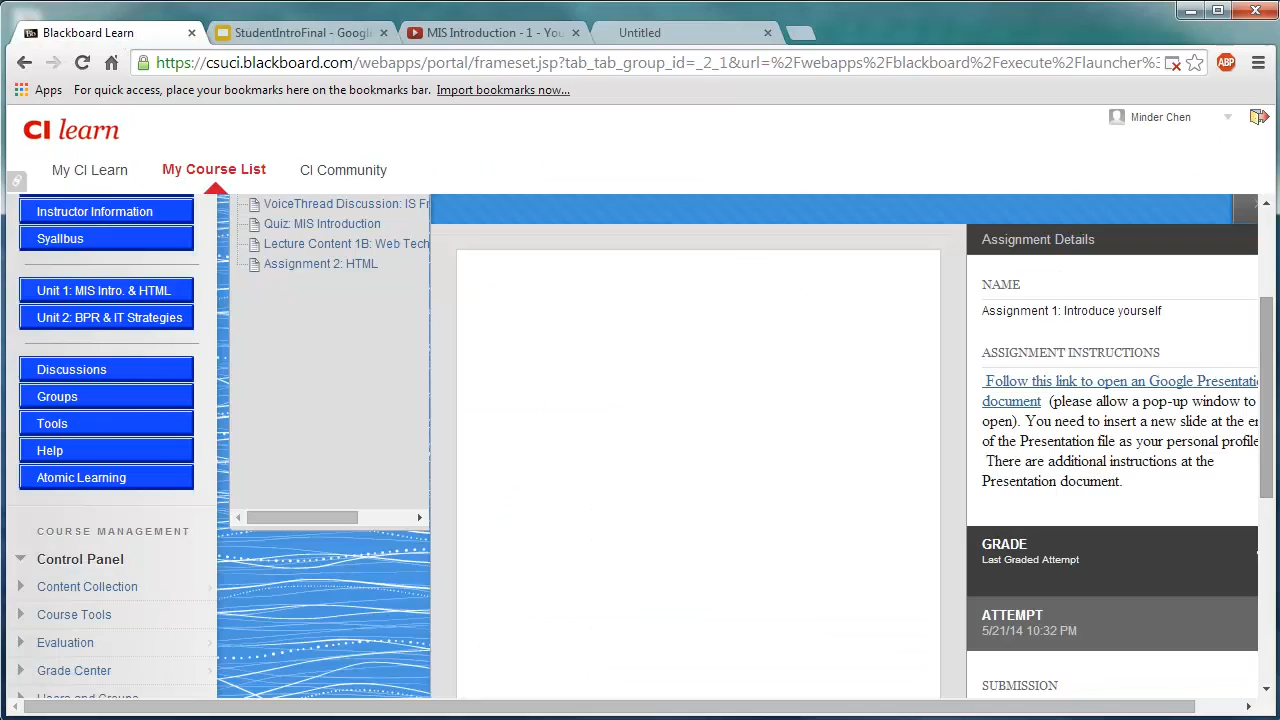 Blackboard Learn
StudentIntroFinal - Googl
MIS Introduction - 1 - You
Untitled
https://csuci.blackboard.com/webapps/portal/frameset.jsp?tab_tab_group_id=_2_1&url=%2Fwebapps%2Fblackboard%2Fexecute%2Flauncher%3
ABP
Apps
For quick access, place your bookmarks here on the bookmarks bar. Import bookmarks now...
CI learn
Minder Chen
My CI Learn
My Course List
CI Community
Instructor Information
Syallbus
Unit 1: MIS Intro. & HTML
Unit 2: BPR & IT Strategies
Discussions
Groups
Tools
Help
Atomic Learning
COURSE MANAGEMENT
Control Panel
Content Collection
Course Tools
Evaluation
Grade Center
Users and Groups
VoiceThread Discussion: IS Fr
Quiz: MIS Introduction
Lecture Content 1B: Web Tech
Assignment 2: HTML
Assignment Details
NAME
Assignment 1: Introduce yourself
ASSIGNMENT INSTRUCTIONS
Follow this link to open an Google Presentatio
document (please allow a pop-up window to
open). You need to insert a new slide at the en
of the Presentation file as your personal profile
There are additional instructions at the
Presentation document.
GRADE
Last Graded Attempt
ATTEMPT
5/21/14 10:32 PM
SUBMISSION